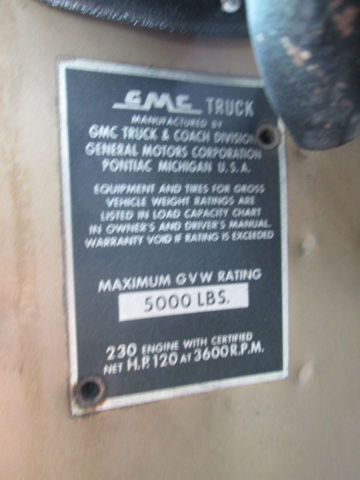 GMC TRUCK
MANUFACTURED BY
GMC TRUCK & COACH DIVISION
GENERAL MOTORS CORPORATION
PONTIAC MICHIGAN U.S.A.
EQUIPMENT AND TIRES FOR GROSS
VEHICLE WEIGHT RATINGS ARE
LISTED IN LOAD CAPACITY CHART
IN OWNER'S AND DRIVER'S MANUAL.
WARRANTY VOID IF RATING IS EXCEEDED
MAXIMUM GVW RATING
5000 LBS.
230 ENGINE WITH CERTIFIED
NET H.P. 120 AT 3600 R.P.M.